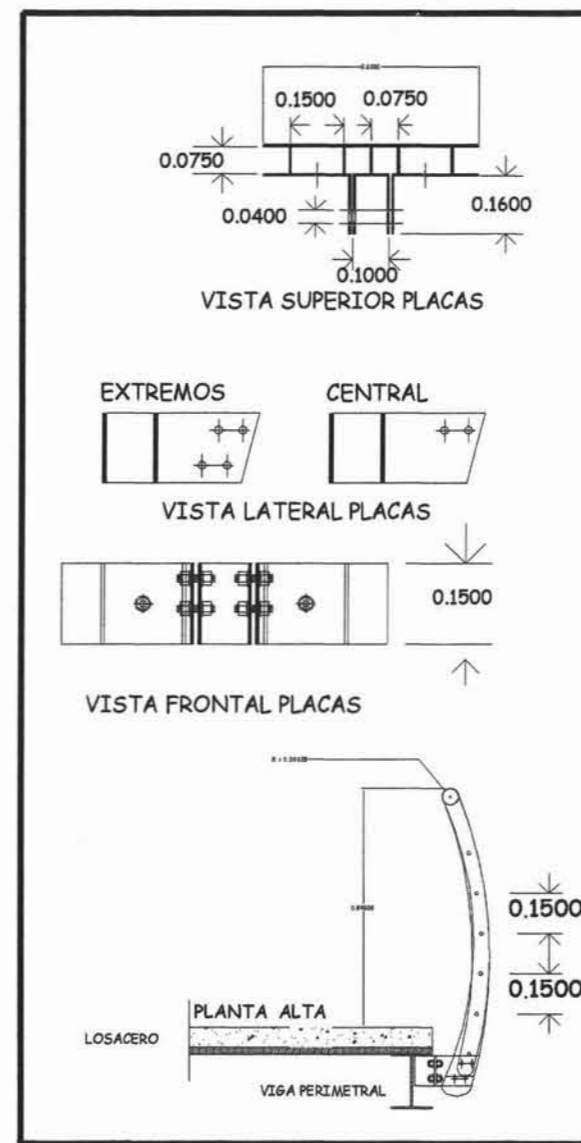 0.1500 0.0750
0.0750
0.1600
0.0400
0.1000
VISTA SUPERIOR PLACAS
EXTREMOS CENTRAL
VISTA LATERAL PLACAS
0.1500
VISTA FRONTAL PLACAS
0.1500
0.1500
PLANTA ALTA
LOSACERO
VIGA PERIMETRAL